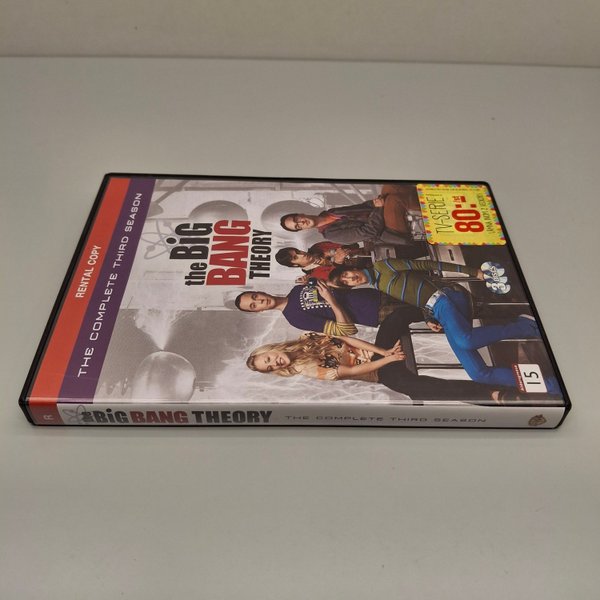 RENTAL COPY
THE COMPLETE THIRD SEASON
the BiG
BANG
THEORY
TV-SERIE!
80:-
3
15
R
the BiG BANG THEORY THE COMPLETE THIRD SEASON